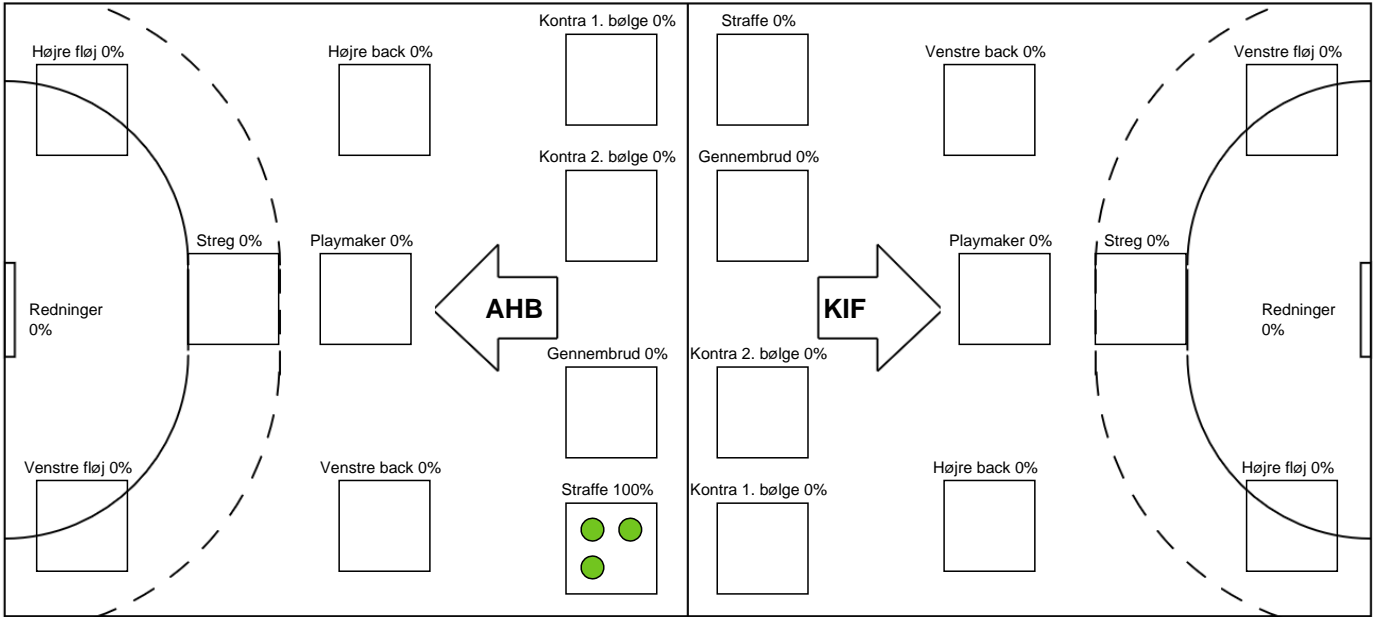 Kontra 1. bølge 0%
Straffe 0%
Højre fløj 0%
Højre back 0%
Venstre back 0%
Venstre fløj 0%
Kontra 2. bølge 0%
Gennembrud 0%
Streg 0%
Playmaker 0%
Playmaker 0%
Streg 0%
AHB
KIF
Redninger
0%
Redninger
0%
Gennembrud 0%
Kontra 2. bølge 0%
Venstre fløj 0%
Venstre back 0%
Højre back 0%
Højre fløj 0%
Straffe 100%
Kontra 1. bølge 0%